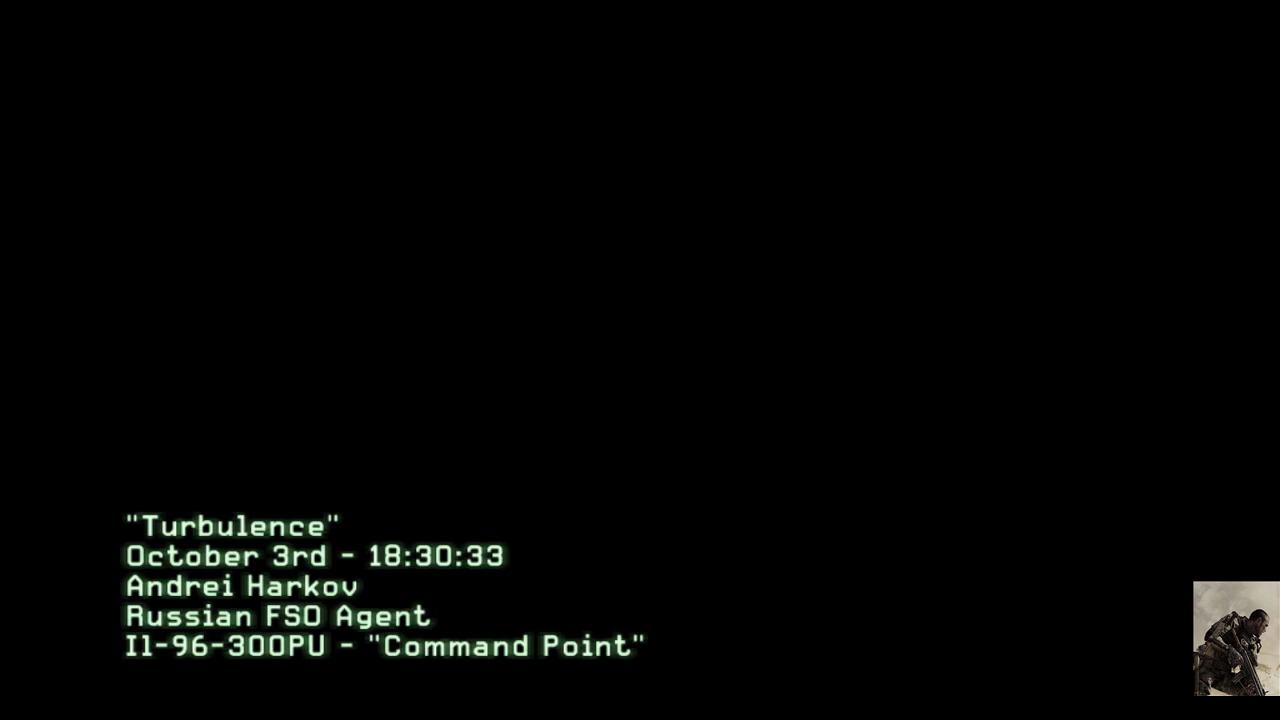 "Turbulence"
October 3rd - 18:30:33
Andrei Harkov
Russian FSO Agent
Il-96-300PU - "Command Point"